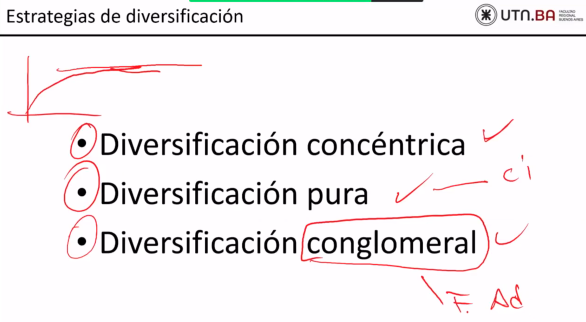 Estrategias de diversificación
UTN.BA FACULTAD REGIONAL BUENOS AIRES
• Diversificación concéntrica
• Diversificación pura
ci
• Diversificación conglomeral
F. Ad